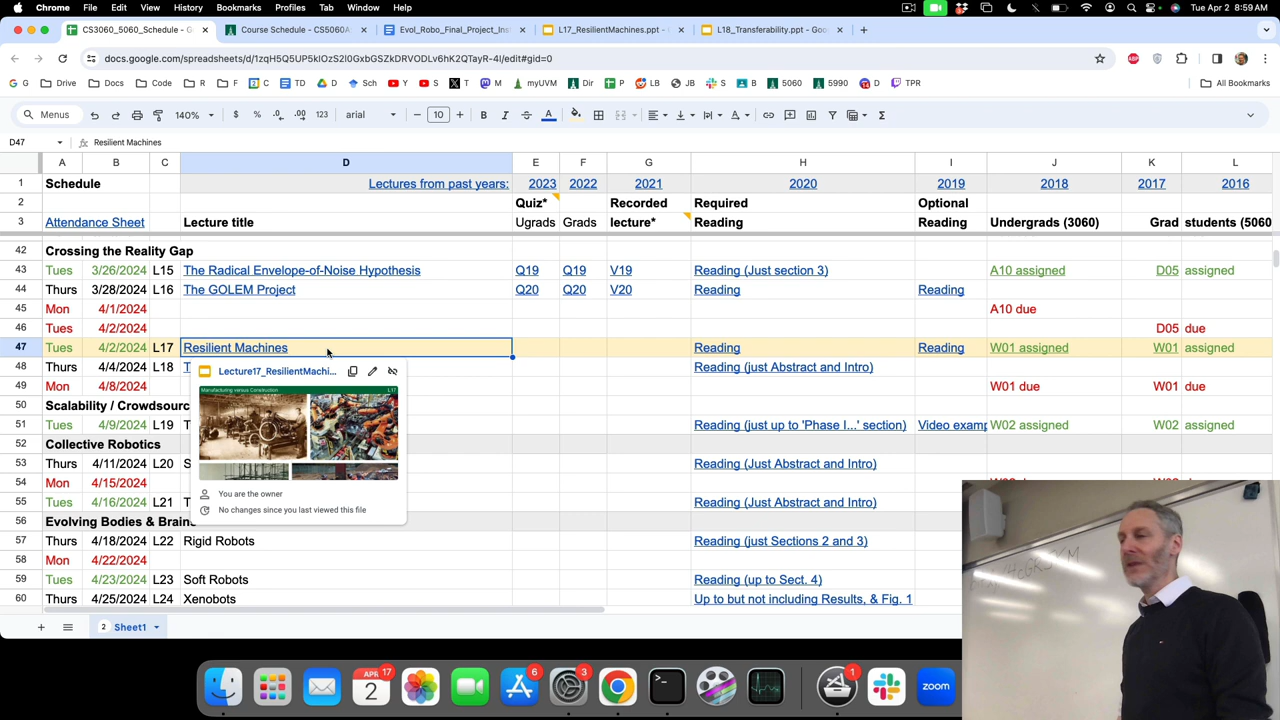 Chrome File Edit View History Bookmarks Profiles Tab Window Help Tue Apr 2 8:59 AM
CS3060_5060_Schedule - G Course Schedule - CS5060A Evol_Robo_Final_Project_Ins L17_ResilientMachines.ppt - G L18_Transferability.ppt - Goo
docs.google.com/spreadsheets/d/1zqH5Q5UP5kIOzS2I0GxbGSZkDRVOD1v6hK2QTayR-4I/edit#gid=0
G Drive Docs Code R F C TD D Sch Y S T M myUVM Dir P LB JB S B 5060 5990 D TPR All Bookmarks
Menus 140% $ % .0 .00 123 arial 10 B I A
D47 Resilient Machines
A B C D E F G H I J K L
1 Schedule Lectures from past years: 2023 2022 2021 2020 2019 2018 2017 2016
2 Quiz* Recorded Required Optional
3 Attendance Sheet Lecture title Ugrads Grads lecture* Reading Reading Undergrads (3060) Grad students (5060
42 Crossing the Reality Gap
43 Tues 3/26/2024 L15 The Radical Envelope-of-Noise Hypothesis Q19 Q19 V19 Reading (Just section 3) A10 assigned D05 assigned
44 Thurs 3/28/2024 L16 The GOLEM Project Q20 Q20 V20 Reading Reading
45 Mon 4/1/2024 A10 due
46 Tues 4/2/2024 D05 due
47 Tues 4/2/2024 L17 Resilient Machines Reading Reading W01 assigned W01 assigned
48 Thurs 4/4/2024 L18 T Reading (just Abstract and Intro)
49 Mon 4/8/2024 W01 due W01 due
50 Scalability / Crowdsourc
51 Tues 4/9/2024 L19 T Reading (just up to 'Phase I...' section) Video examp W02 assigned W02 assigned
52 Collective Robotics
53 Thurs 4/11/2024 L20 S Reading (Just Abstract and Intro)
54 Mon 4/15/2024
55 Tues 4/16/2024 L21 T Reading (Just Abstract and Intro)
56 Evolving Bodies & Brains
57 Thurs 4/18/2024 L22 Rigid Robots Reading (just Sections 2 and 3)
58 Mon 4/22/2024
59 Tues 4/23/2024 L23 Soft Robots Reading (up to Sect. 4)
60 Thurs 4/25/2024 L24 Xenobots Up to but not including Results, & Fig. 1
Lecture17_ResilientMachi...
Manufacturing versus Construction L17
You are the owner
No changes since you last viewed this file
2 Sheet1
APR 17
2
6
3
1
zoom